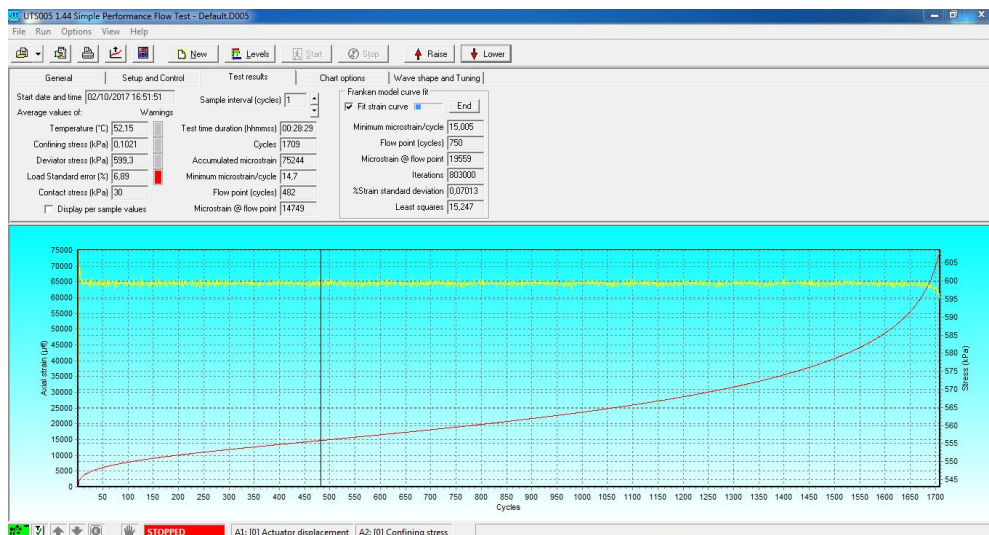 UTS005 1.44 Simple Performance Flow Test - Default.D005
File Run Options View Help
New Levels Start Stop Raise Lower
General Setup and Control Test results Chart options Wave shape and Tuning
Start date and time 02/10/2017 16:51:51
Average values of: Warnings
Temperature (°C) 52,15
Confining stress (kPa) 0,1021
Deviator stress (kPa) 599,3
Load Standard error (%) 6,89
Contact stress (kPa) 30
Display per sample values
Sample interval (cycles) 1
Test time duration (hhmmss) 00:28:29
Cycles 1709
Accumulated microstrain 75244
Minimum microstrain/cycle 14,7
Flow point (cycles) 482
Microstrain @ flow point 14749
Franken model curve fit
Fit strain curve End
Minimum microstrain/cycle 15,005
Flow point (cycles) 750
Microstrain @ flow point 19559
Iterations 803000
%Strain standard deviation 0,07013
Least squares 15,247
Axial strain (µe)
75000
70000
65000
60000
55000
50000
45000
40000
35000
30000
25000
20000
15000
10000
5000
0
605
600
595
590
585
580
575
570
565
560
555
550
545
Stress (kPa)
50 100 150 200 250 300 350 400 450 500 550 600 650 700 750 800 850 900 950 1000 1050 1100 1150 1200 1250 1300 1350 1400 1450 1500 1550 1600 1650 1700
Cycles
STOPPED A1: [0] Actuator displacement A2: [0] Confining stress